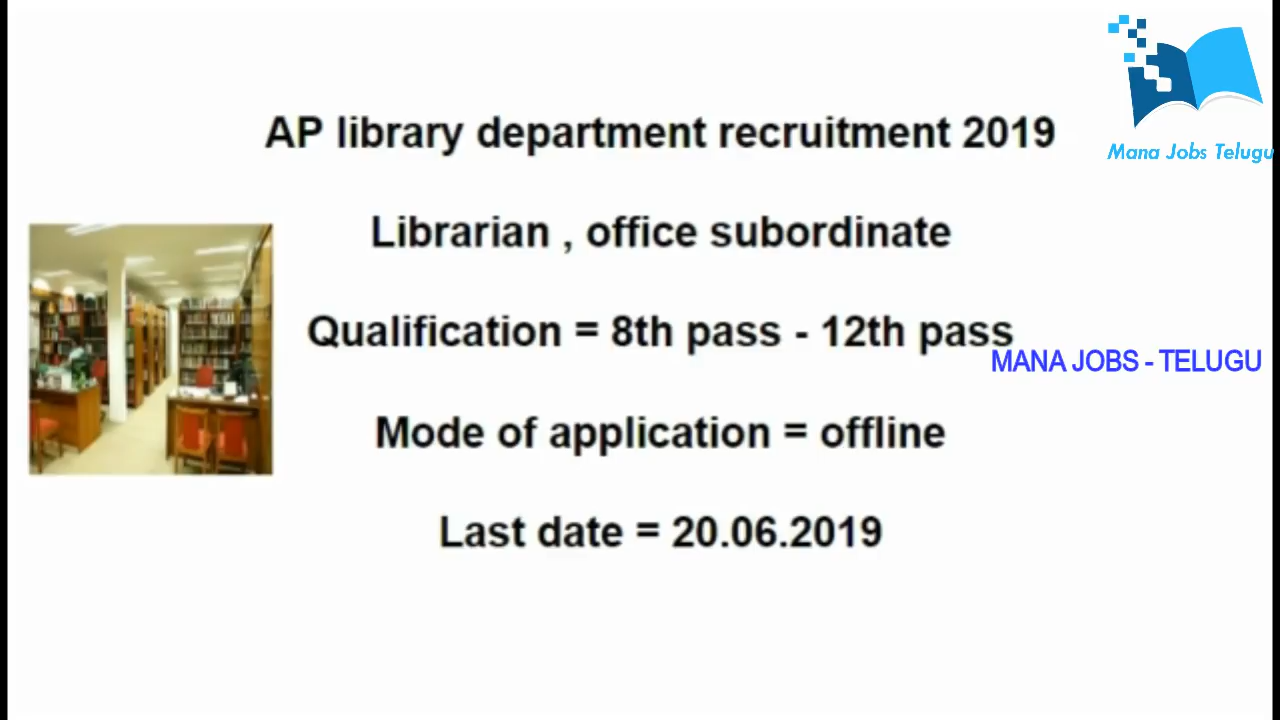 AP library department recruitment 2019
Mana Jobs Telugu
Librarian , office subordinate
Qualification = 8th pass - 12th pass
MANA JOBS - TELUGU
Mode of application = offline
Last date = 20.06.2019